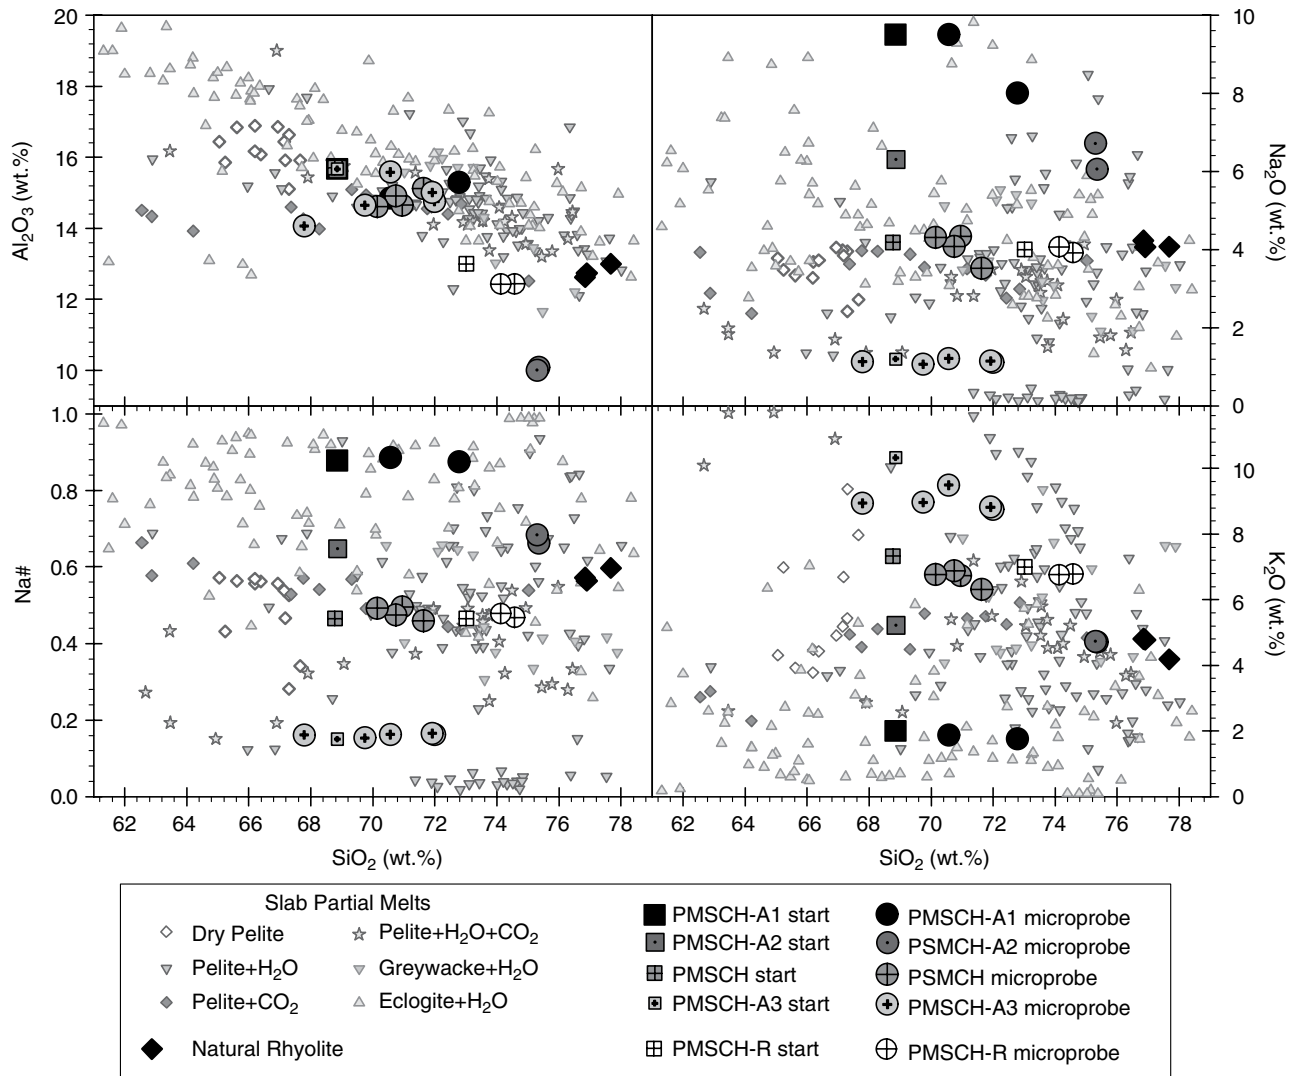 20
18
16
14
12
10
Al2O3 (wt.%)
10
8
6
4
2
0
Na2O (wt.%)
1.0
0.8
0.6
0.4
0.2
0.0
Na#
10
8
6
4
2
0
K2O (wt.%)
62 64 66 68 70 72 74 76 78
SiO2 (wt.%)
62 64 66 68 70 72 74 76 78
SiO2 (wt.%)
Slab Partial Melts
Dry Pelite
Pelite+H2O
Pelite+CO2
Pelite+H2O+CO2
Greywacke+H2O
Eclogite+H2O
Natural Rhyolite
PMSCH-A1 start
PMSCH-A2 start
PMSCH start
PMSCH-A3 start
PMSCH-R start
PMSCH-A1 microprobe
PSMCH-A2 microprobe
PSMCH microprobe
PMSCH-A3 microprobe
PMSCH-R microprobe